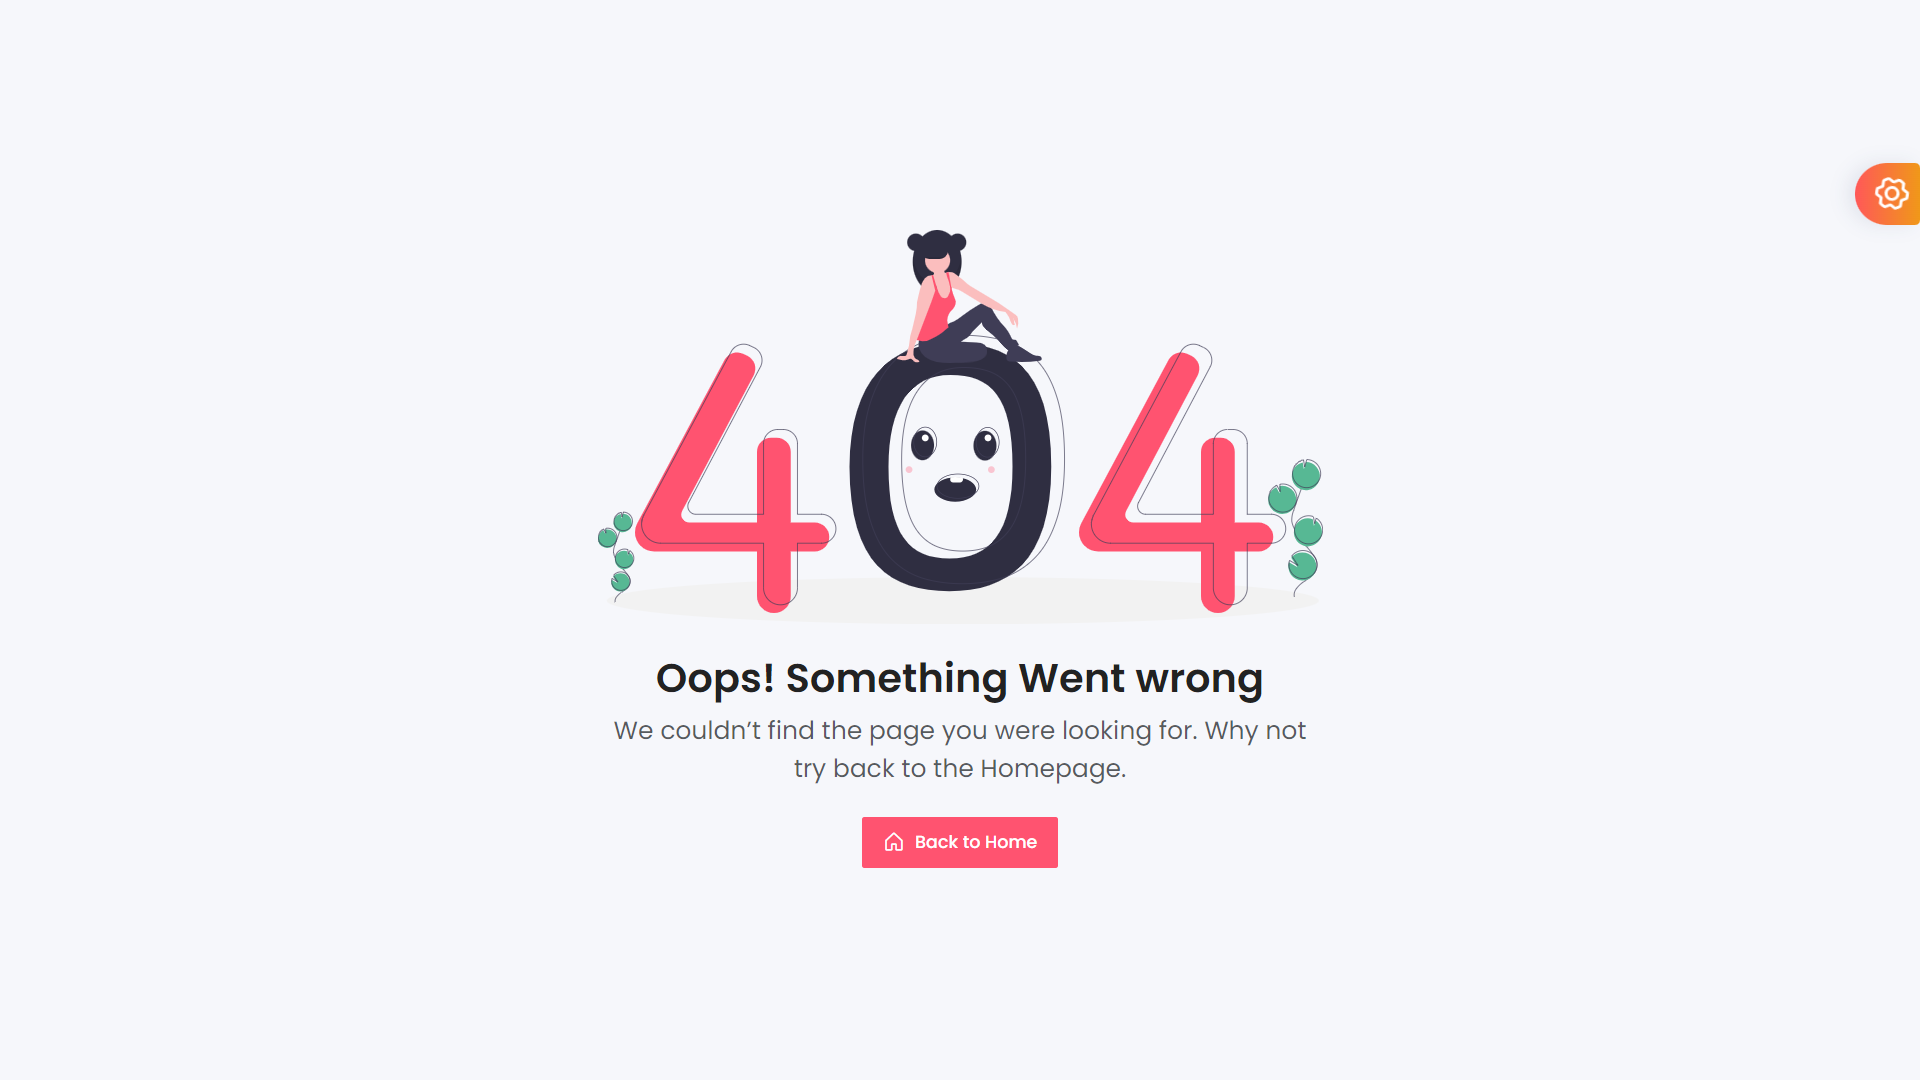 404
Oops! Something Went wrong
We couldn’t find the page you were looking for. Why not
try back to the Homepage.
Back to Home